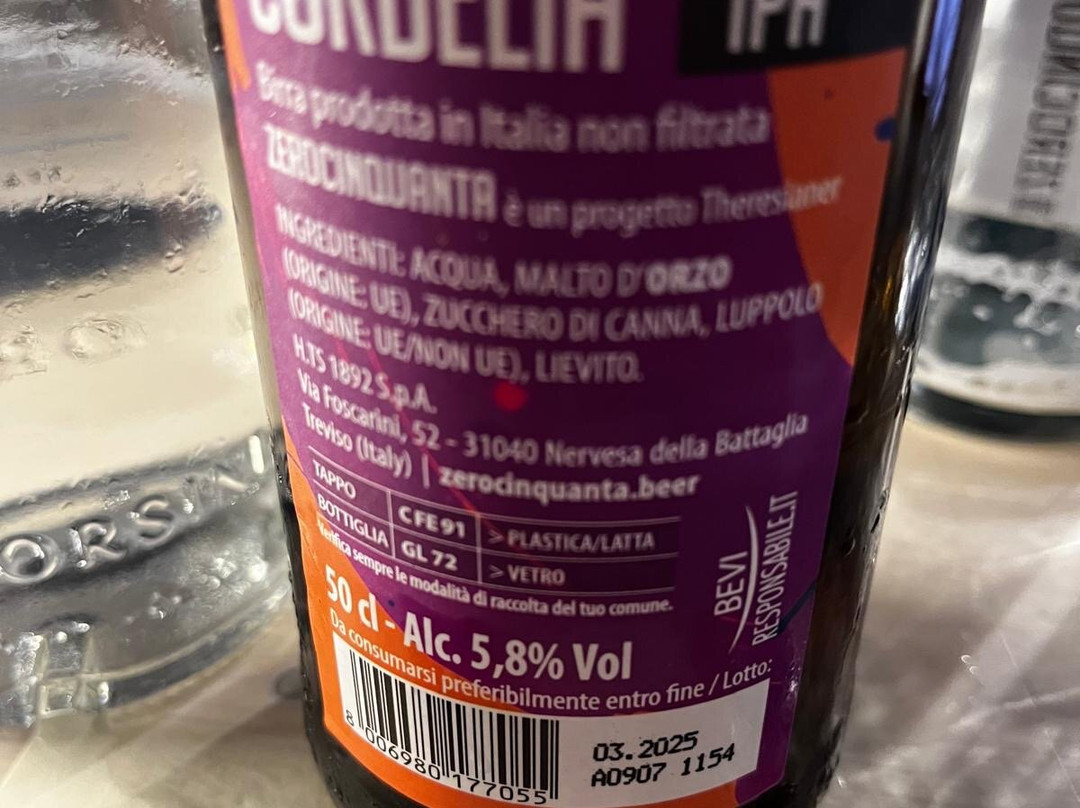 CORDELIA
IPA
Birra prodotta in Italia non filtrata
ZEROCINQUANTA è un progetto Theresianer
INGREDIENTI: ACQUA, MALTO D'ORZO
(ORIGINE: UE), ZUCCHERO DI CANNA, LUPPOLO
(ORIGINE: UE/NON UE), LIEVITO.
H.TS 1892 S.p.A.
Via Foscarini, 52 - 31040 Nervesa della Battaglia
Treviso (Italy) | zerocinquanta.beer
TAPPO CFE91 > PLASTICA/LATTA
BOTTIGLIA GL 72 > VETRO
Verifica sempre le modalità di raccolta del tuo comune.
BEVI
RESPONSABILE.IT
50 cl - Alc. 5,8% Vol
Da consumarsi preferibilmente entro fine / Lotto:
03.2025
A0907 1154
8 006980 177055